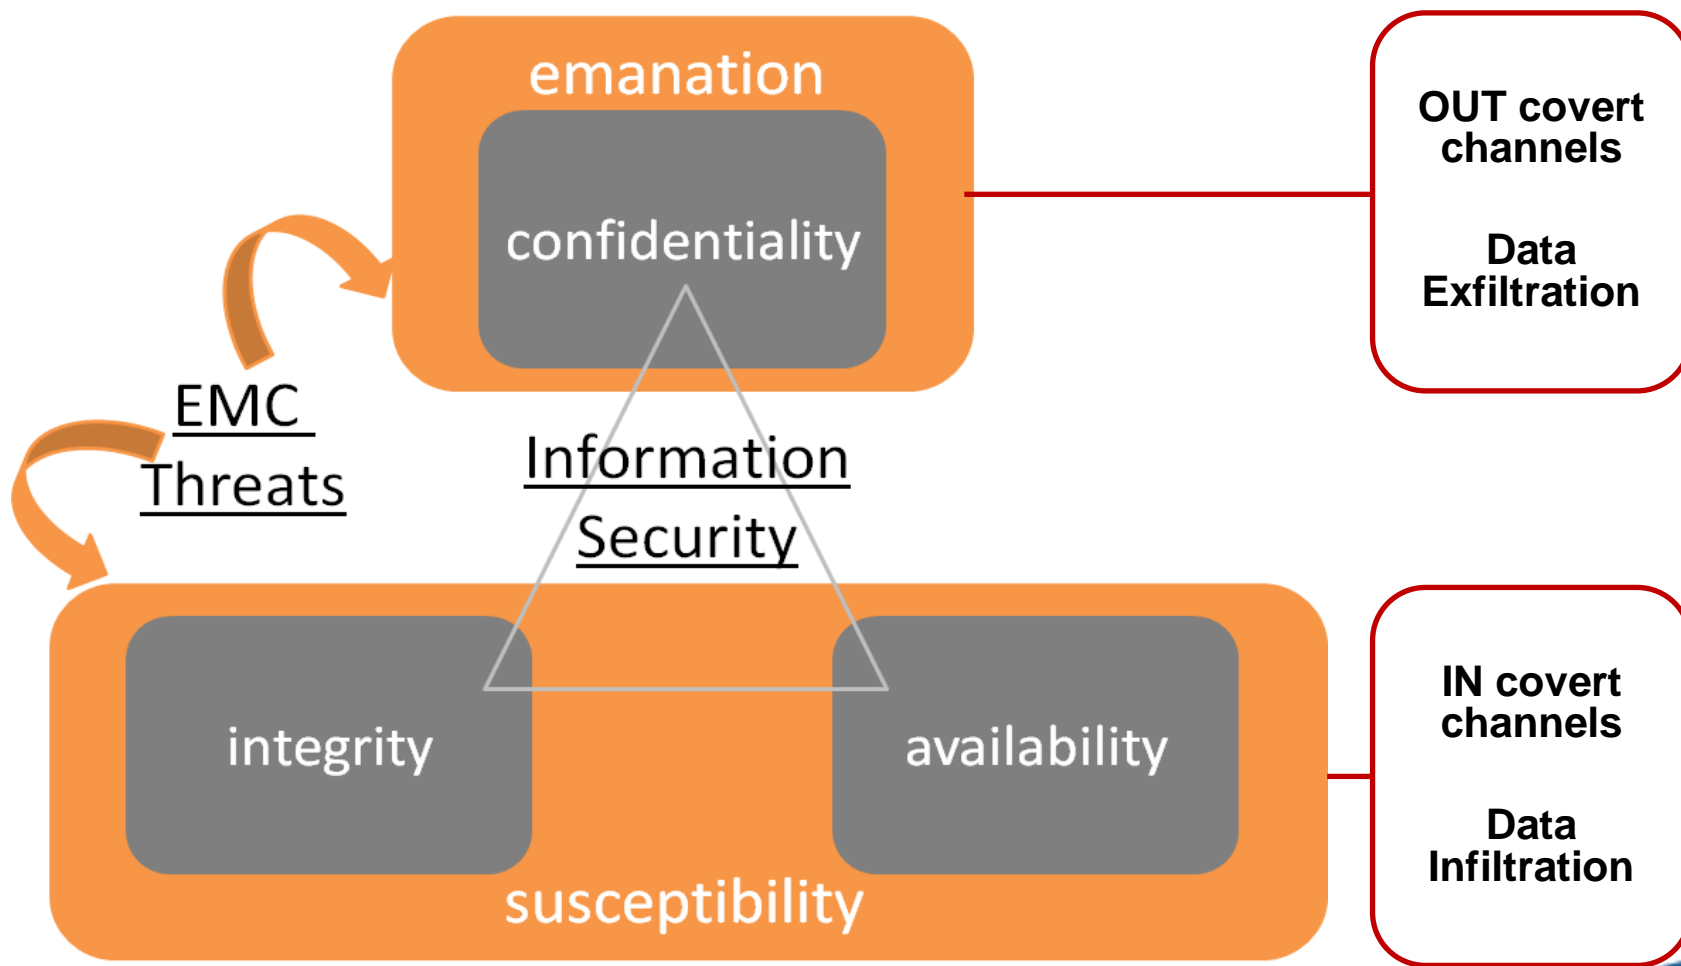 emanation
confidentiality
OUT covert
channels
Data
Exfiltration
EMC
Threats
Information
Security
integrity
availability
susceptibility
IN covert
channels
Data
Infiltration